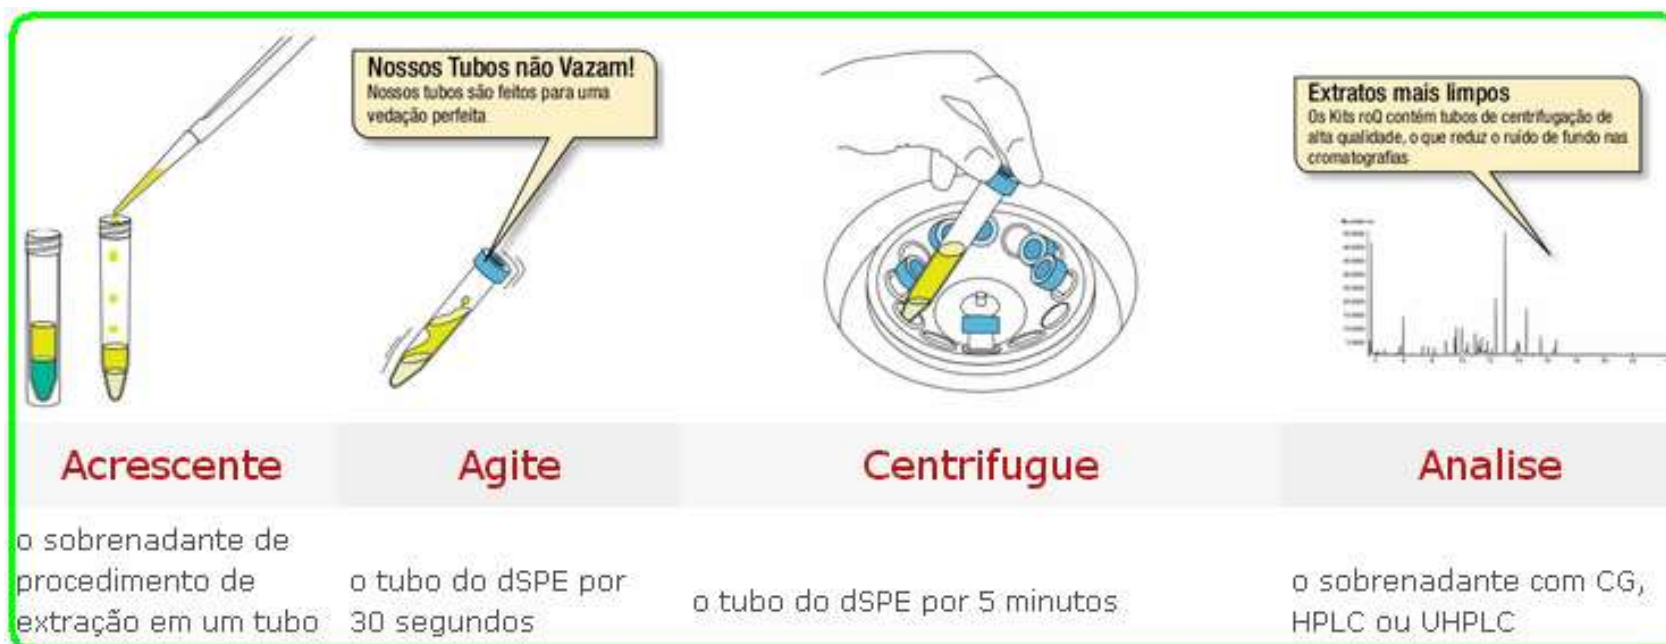 Nossos Tubos não Vazam!
Nossos tubos são feitos para uma
vedação perfeita
Extratos mais limpos
Os Kits roQ contém tubos de centrifugação de
alta qualidade, o que reduz o ruído de fundo nas
cromatografias
Acrescente
Agite
Centrifugue
Analise
o sobrenadante de
procedimento de
extração em um tubo
o tubo do dSPE por
30 segundos
o tubo do dSPE por 5 minutos
o sobrenadante com CG,
HPLC ou UHPLC